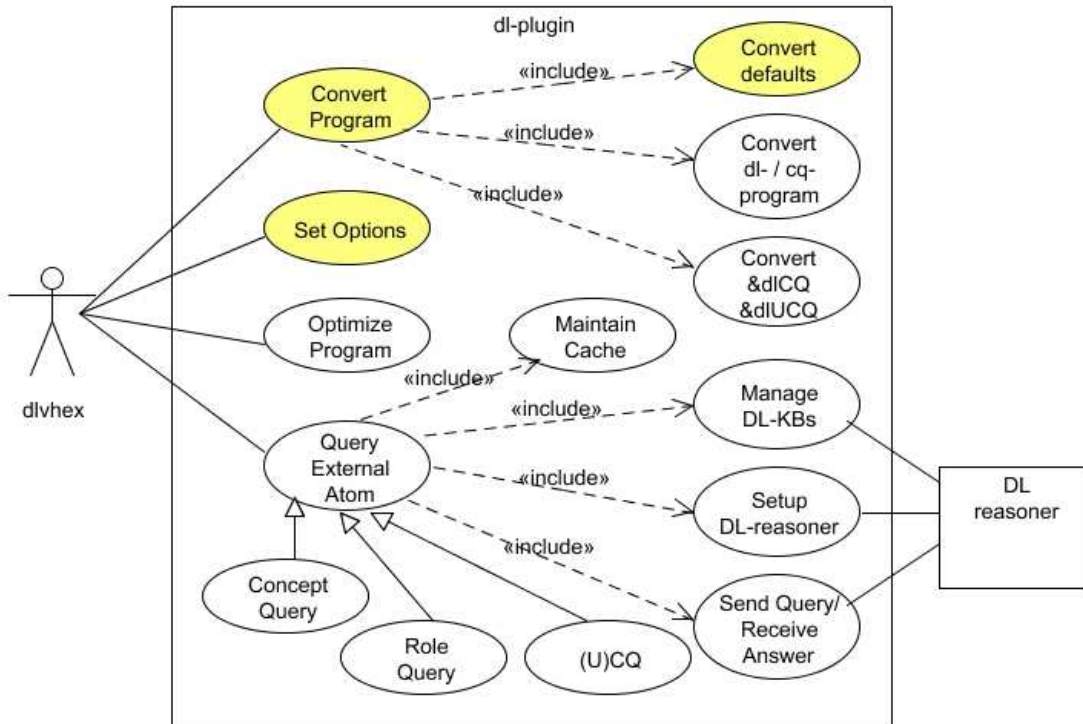 dl-plugin
Convert
Program
«include»
Convert
defaults
«include»
Convert
dl- / cq-
program
«include»
Convert
&dlCQ
&dlUCQ
Set Options
dlvhex
Optimize
Program
Maintain
Cache
«include»
Query
External
Atom
«include»
Manage
DL-KBs
«include»
Setup
DL-reasoner
«include»
Send Query/
Receive
Answer
DL
reasoner
Concept
Query
Role
Query
(U)CQ